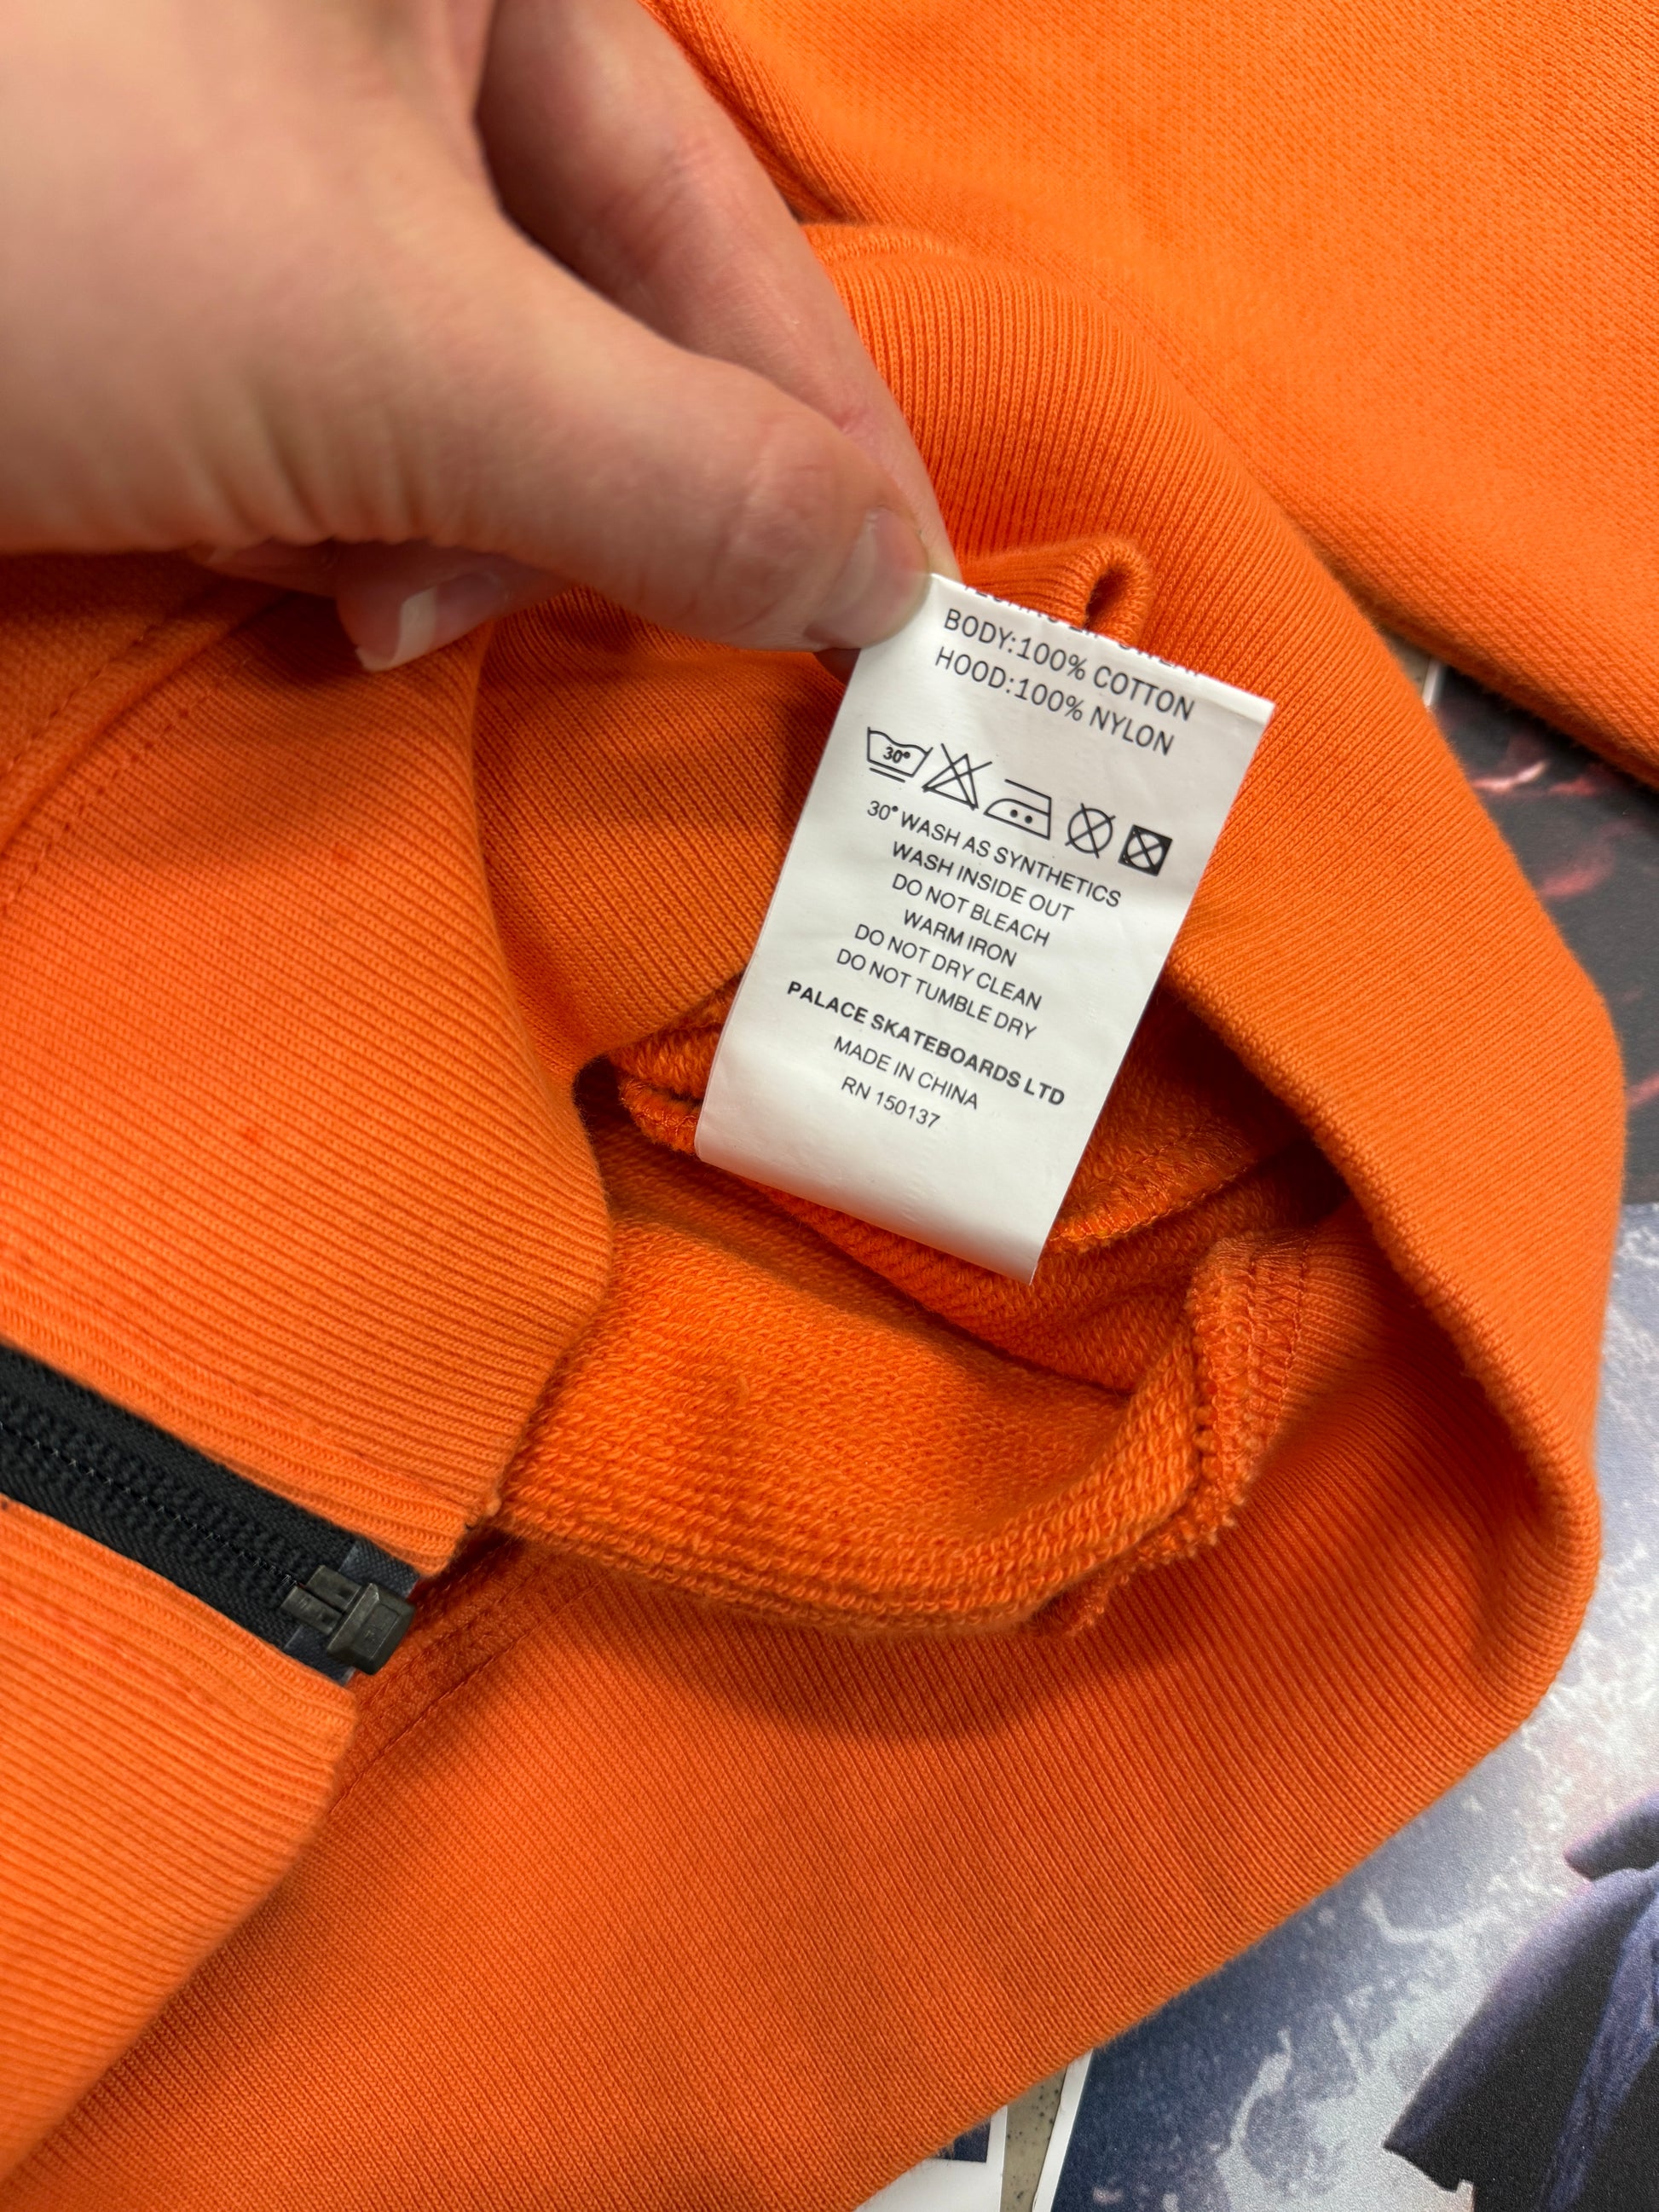 BODY:100% COTTON
HOOD:100% NYLON
30°
30° WASH AS SYNTHETICS
WASH INSIDE OUT
DO NOT BLEACH
WARM IRON
DO NOT DRY CLEAN
DO NOT TUMBLE DRY
PALACE SKATEBOARDS LTD
MADE IN CHINA
RN 150137